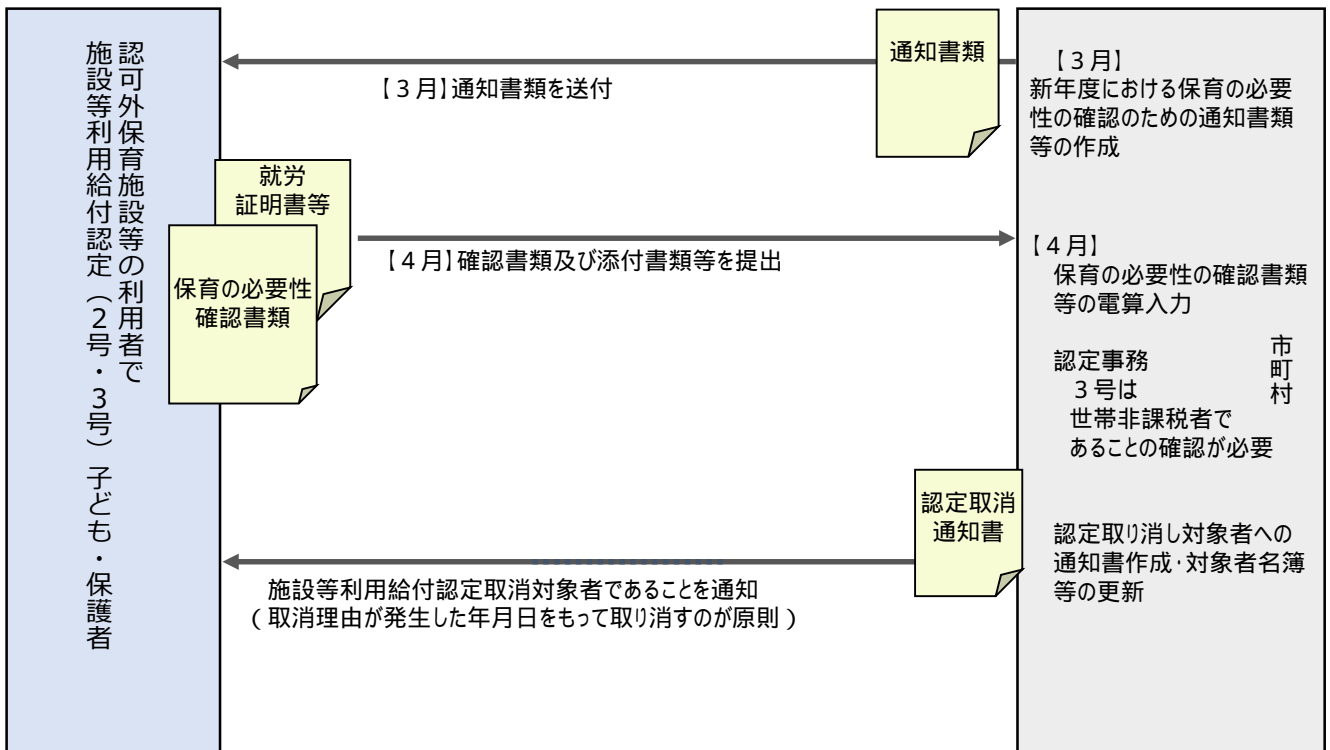 認可外保育施設等の利用者で
施設等利用給付認定（２号・３号）子ども・保護者
通知書類
【３月】通知書類を送付
【３月】
新年度における保育の必要
性の確認のための通知書類
等の作成
就労
証明書等
保育の必要性
確認書類
【４月】確認書類及び添付書類等を提出
【４月】
保育の必要性の確認書類
等の電算入力
市町村
認定事務
３号は
世帯非課税者で
あることの確認が必要
認定取消
通知書
施設等利用給付認定取消対象者であることを通知
（取消理由が発生した年月日をもって取り消すのが原則）
認定取り消し対象者への
通知書作成・対象者名簿
等の更新